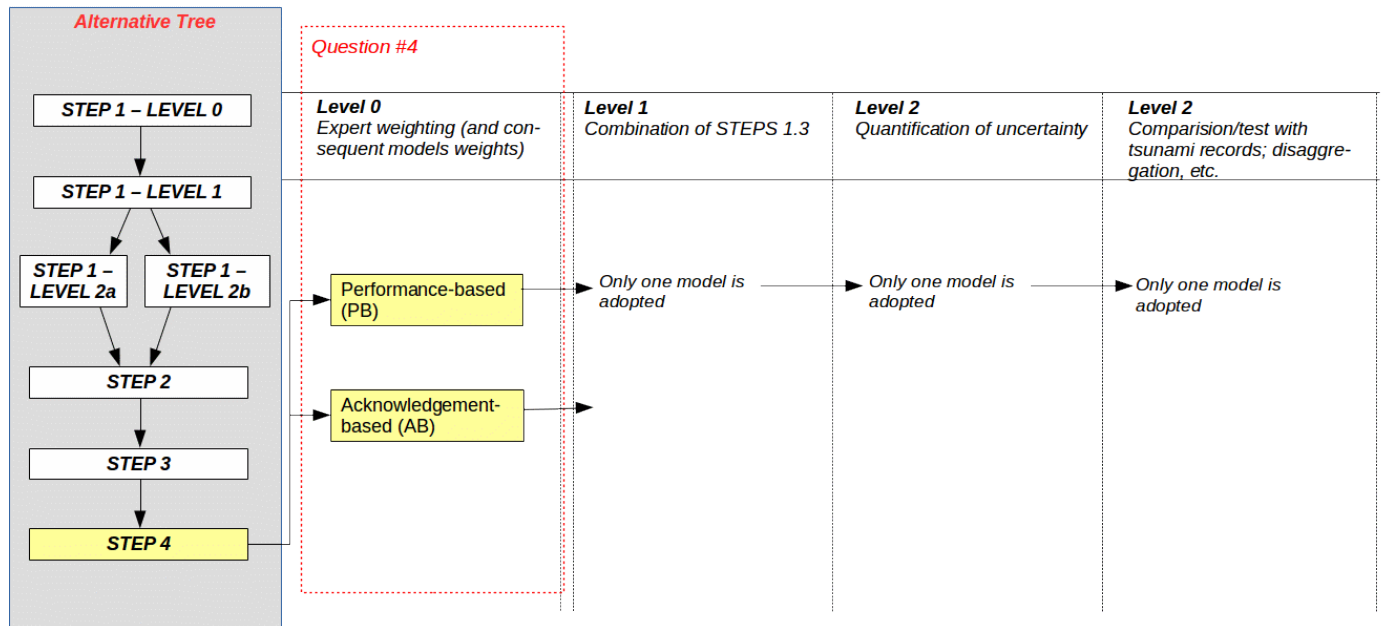 Alternative Tree
STEP 1 – LEVEL 0
STEP 1 – LEVEL 1
STEP 1 –
LEVEL 2a
STEP 1 –
LEVEL 2b
STEP 2
STEP 3
STEP 4
Question #4
Level 0
Expert weighting (and con-
sequent models weights)
Performance-based
(PB)
Acknowledgement-
based (AB)
Level 1
Combination of STEPS 1.3
Only one model is
adopted
Level 2
Quantification of uncertainty
Only one model is
adopted
Level 2
Comparision/test with
tsunami records; disaggre-
gation, etc.
Only one model is
adopted